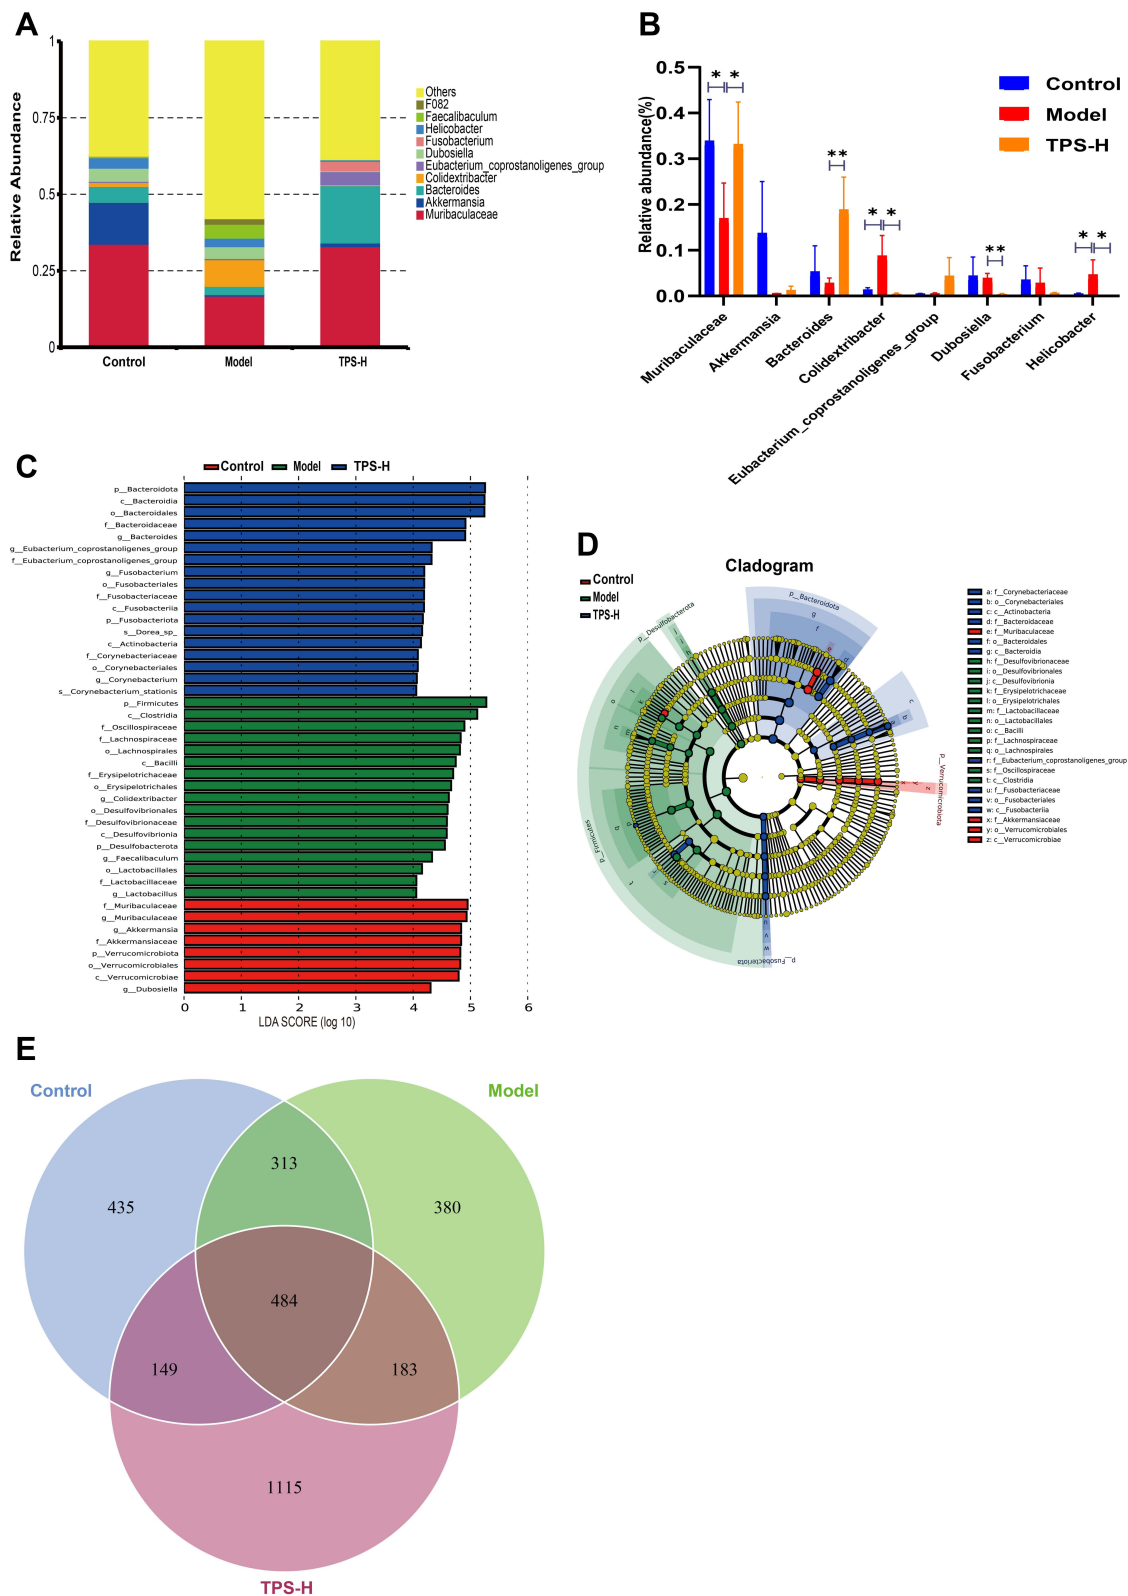 A
1
0.75
0.5
0.25
0
Relative Abundance
Control
Model
TPS-H
Others
F082
Faecalibaculum
Helicobacter
Fusobacterium
Dubosiella
Eubacterium_coprostanoligenes_group
Colidextribacter
Bacteroides
Akkermansia
Muribaculaceae
B
Relative abundance(%)
0.5
0.4
0.3
0.2
0.1
0.0
* *
**
* *
**
* *
Control
Model
TPS-H
Muribaculaceae
Akkermansia
Bacteroides
Colidextribacter
Eubacterium_coprostanoligenes_group
Dubosiella
Fusobacterium
Helicobacter
C
Control Model TPS-H
p__Bacteroidota
c__Bacteroidia
o__Bacteroidales
f__Bacteroidaceae
g__Bacteroides
g__Eubacterium_coprostanoligenes_group
f__Eubacterium_coprostanoligenes_group
g__Fusobacterium
o__Fusobacteriales
f__Fusobacteriaceae
c__Fusobacteriia
p__Fusobacteriota
s__Dorea_sp_
c__Actinobacteria
f__Corynebacteriaceae
o__Corynebacteriales
g__Corynebacterium
s__Corynebacterium_stationis
p__Firmicutes
c__Clostridia
f__Oscillospiraceae
f__Lachnospiraceae
o__Lachnospirales
c__Bacilli
f__Erysipelotrichaceae
o__Erysipelotrichales
g__Colidextribacter
o__Desulfovibrionales
f__Desulfovibrionaceae
c__Desulfovibrionia
p__Desulfobacterota
g__Faecalibaculum
o__Lactobacillales
f__Lactobacillaceae
g__Lactobacillus
f__Muribaculaceae
g__Muribaculaceae
g__Akkermansia
f__Akkermansiaceae
p__Verrucomicrobiota
o__Verrucomicrobiales
c__Verrucomicrobiae
g__Dubosiella
0 1 2 3 4 5 6
LDA SCORE (log 10)
D
Cladogram
Control
Model
TPS-H
p__Desulfobacterota
p__Bacteroidota
p__Verrucomicrobiota
p__Fusobacteriota
p__Firmicutes
a: f__Corynebacteriaceae
b: o__Corynebacteriales
c: c__Actinobacteria
d: f__Bacteroidaceae
e: f__Muribaculaceae
f: o__Bacteroidales
g: c__Bacteroidia
h: f__Desulfovibrionaceae
i: o__Desulfovibrionales
j: c__Desulfovibrionia
k: f__Erysipelotrichaceae
l: o__Erysipelotrichales
m: f__Lactobacillaceae
n: o__Lactobacillales
o: c__Bacilli
p: f__Lachnospiraceae
q: o__Lachnospirales
r: f__Eubacterium_coprostanoligenes_group
s: f__Oscillospiraceae
t: c__Clostridia
u: f__Fusobacteriaceae
v: o__Fusobacteriales
w: c__Fusobacteriia
x: f__Akkermansiaceae
y: o__Verrucomicrobiales
z: c__Verrucomicrobiae
E
Control
Model
313
435
380
484
149
183
1115
TPS-H